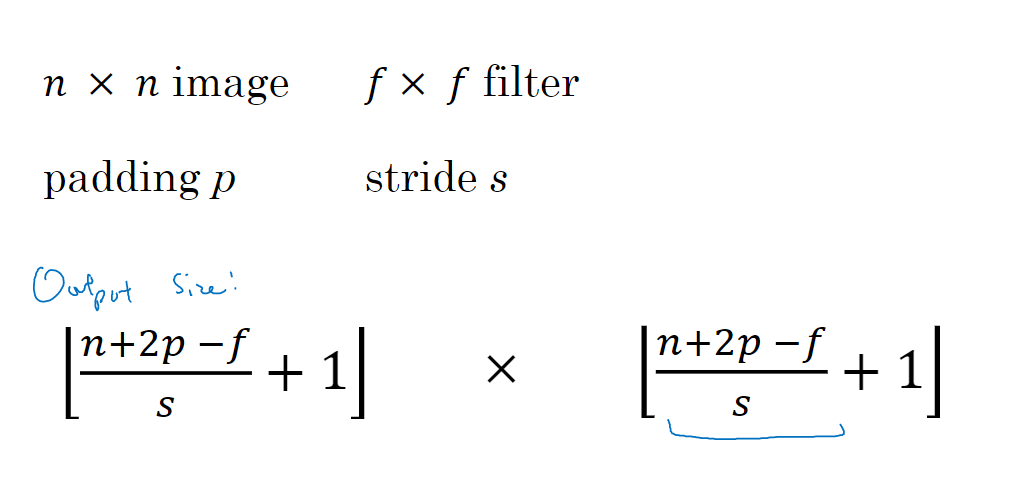 n × n image f × f filter
padding p stride s
Output size:
⌊(n+2p −f)/s + 1⌋ × ⌊(n+2p −f)/s + 1⌋